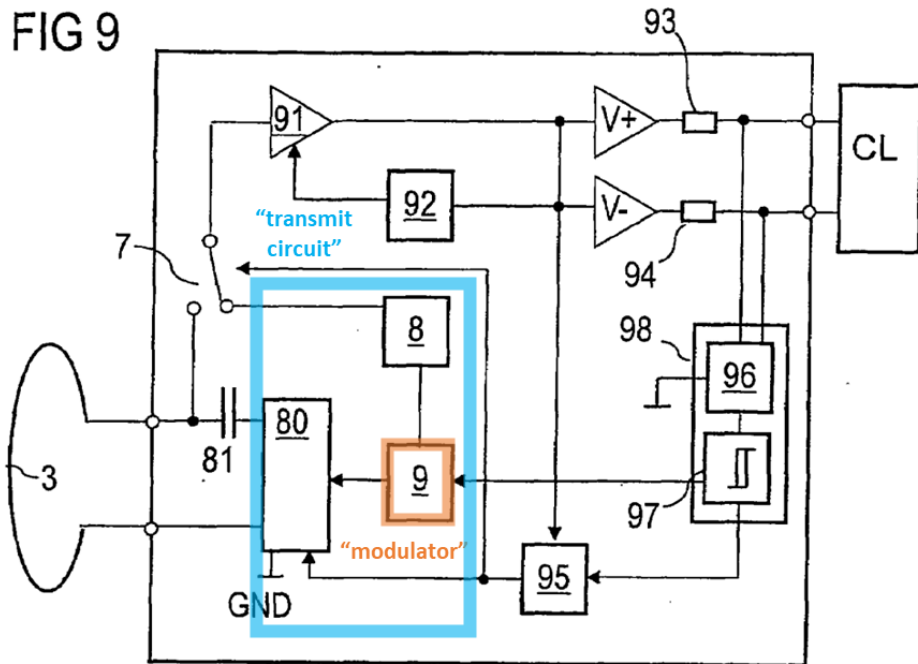 FIG 9
93
91
V+
CL
92
V-
“transmit
circuit”
94
7
8
98
96
80
81
9
3
97
“modulator”
95
GND